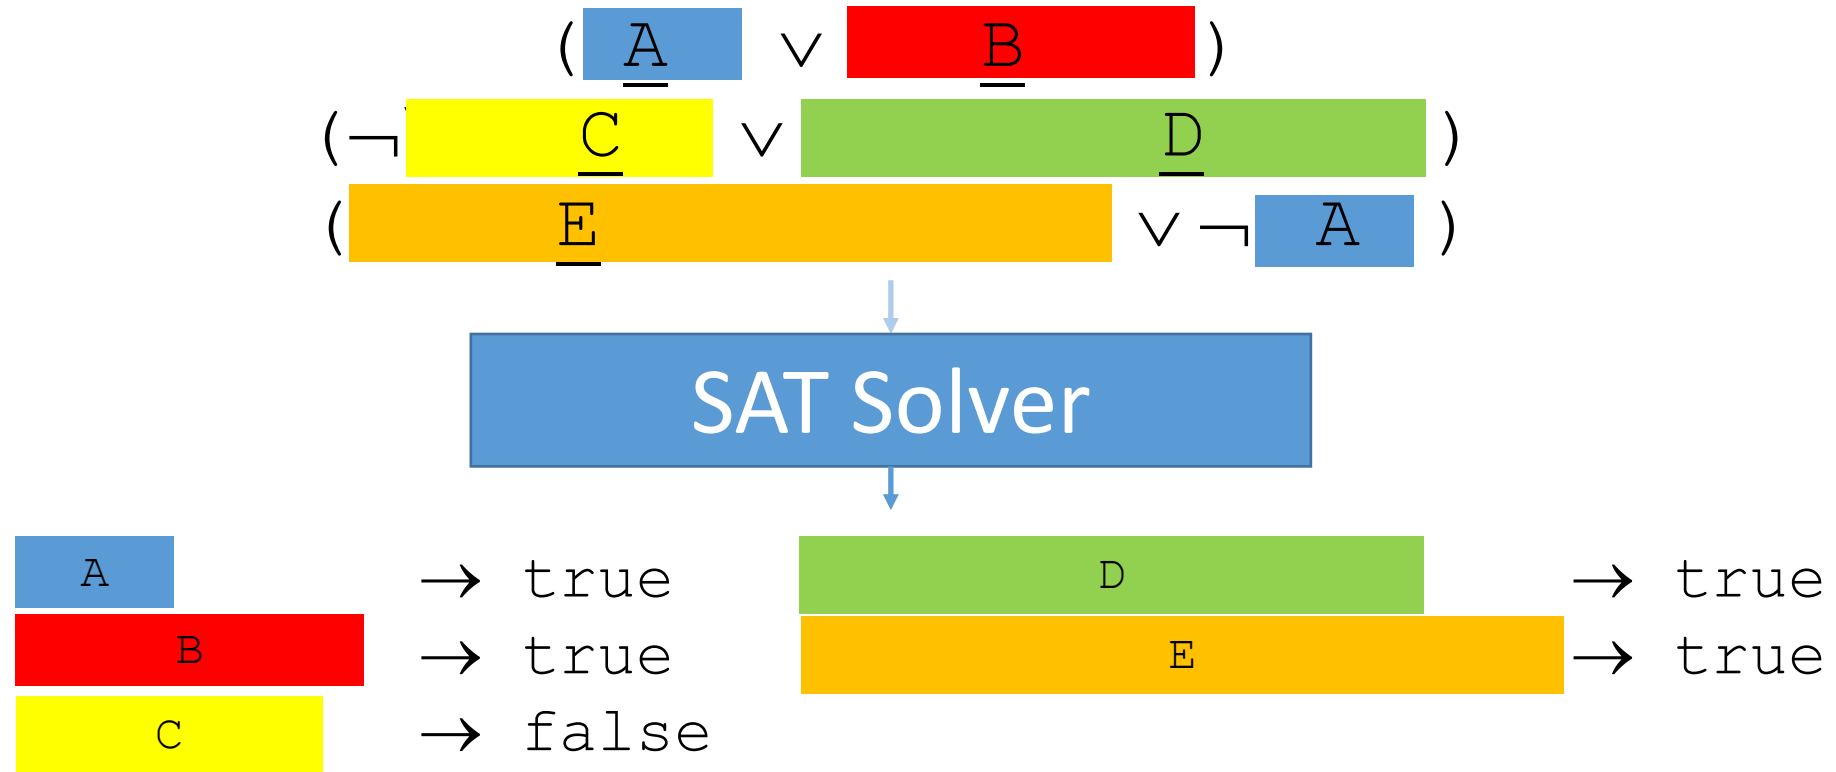 ( A ∨ B )
(¬ C ∨ D )
( E ∨ ¬ A )
SAT Solver
A → true
B → true
C → false
D → true
E → true